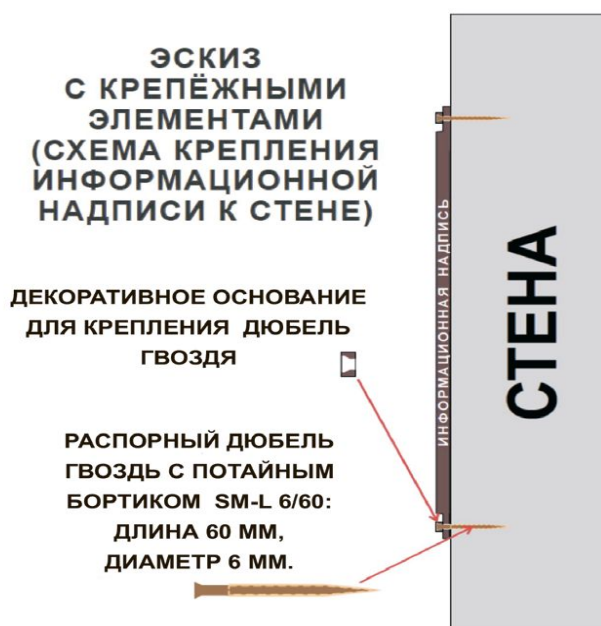 ЭСКИЗ
С КРЕПЁЖНЫМИ
ЭЛЕМЕНТАМИ
(СХЕМА КРЕПЛЕНИЯ
ИНФОРМАЦИОННОЙ
НАДПИСИ К СТЕНЕ)
ДЕКОРАТИВНОЕ ОСНОВАНИЕ
ДЛЯ КРЕПЛЕНИЯ ДЮБЕЛЬ
ГВОЗДЯ
РАСПОРНЫЙ ДЮБЕЛЬ
ГВОЗДЬ С ПОТАЙНЫМ
БОРТИКОМ SM-L 6/60:
ДЛИНА 60 ММ,
ДИАМЕТР 6 ММ.
ИНФОРМАЦИОННАЯ НАДПИСЬ
СТЕНА